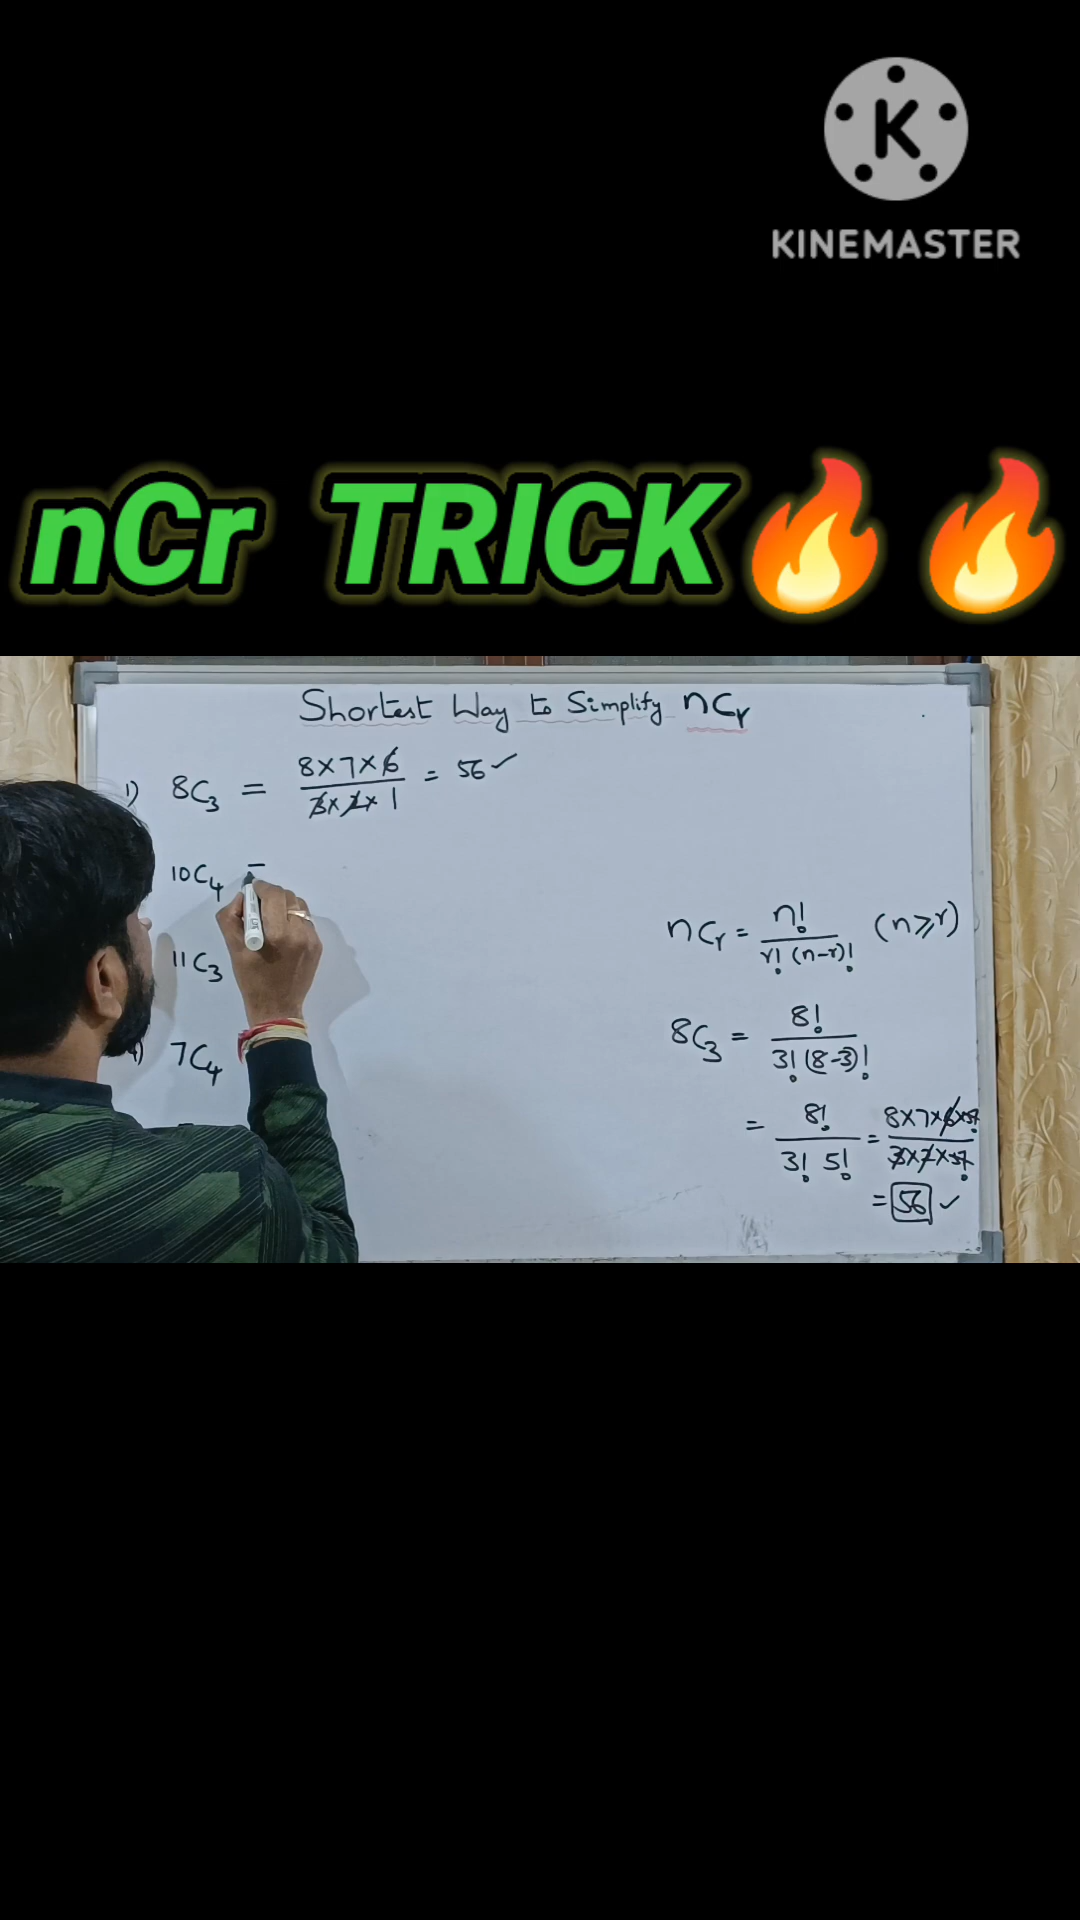 KINEMASTER
nCr TRICK🔥🔥
Shortest Way to Simplify nCr
1) 8C3 = 8×7×6 / 3×2×1 = 56 ✓
10C4 =
11C3
7C4
nCr = n! / r! (n-r)! (n≥r)
8C3 = 8! / 3! (8-3)!
= 8! / 3! 5! = 8×7×6×5! / 3×2×5!
= 56 ✓